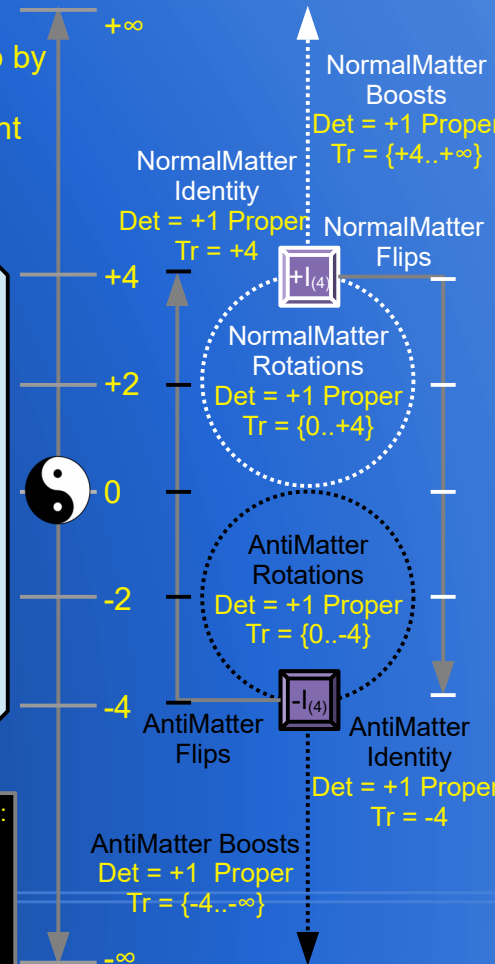 +∞
by
nt
NormalMatter
Boosts
Det = +1 Proper
Tr = {+4..+∞}
NormalMatter
Identity
Det = +1 Proper
Tr = +4
NormalMatter
Flips
+4
+I(4)
NormalMatter
Rotations
Det = +1 Proper
Tr = {0..+4}
+2
0
AntiMatter
Rotations
Det = +1 Proper
Tr = {0..-4}
-2
-4
-I(4)
AntiMatter
Flips
AntiMatter
Identity
Det = +1 Proper
Tr = -4
:
AntiMatter Boosts
Det = +1 Proper
Tr = {-4..-∞}
-∞